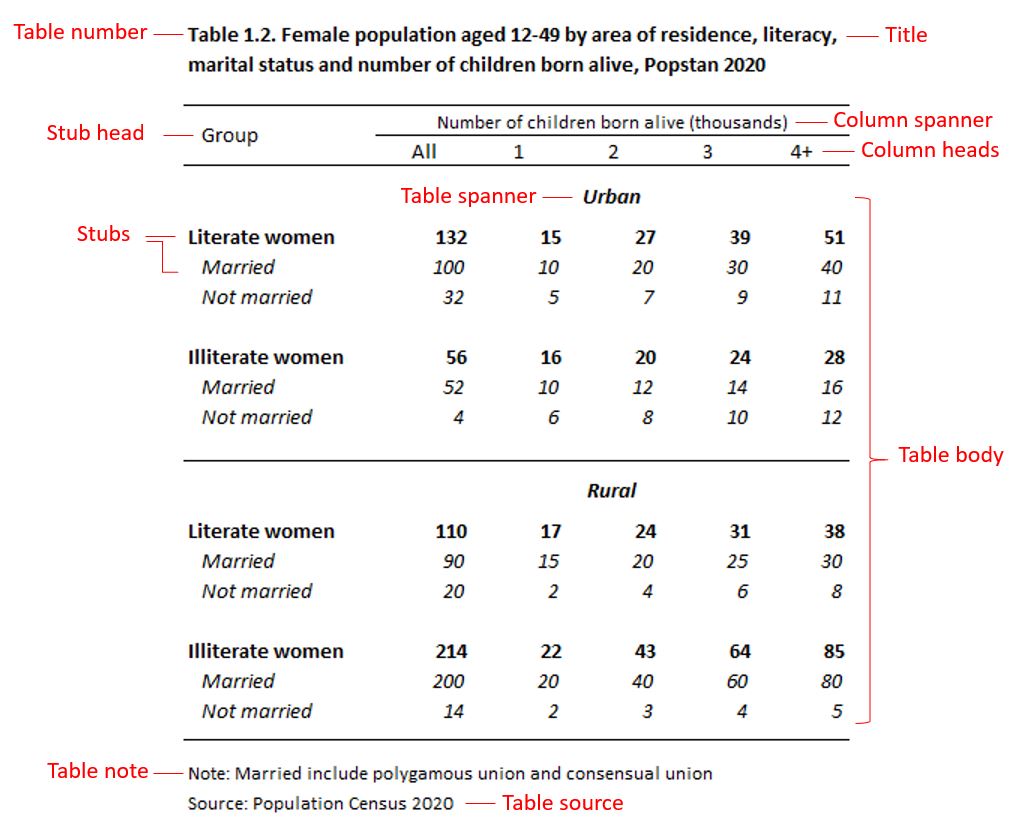 Table number Table 1.2. Female population aged 12-49 by area of residence, literacy, Title
marital status and number of children born alive, Popstan 2020
Number of children born alive (thousands) Column spanner
Stub head Group
All 1 2 3 4+ Column heads
Table spanner Urban
Stubs Literate women 132 15 27 39 51
Married 100 10 20 30 40
Not married 32 5 7 9 11
Illiterate women 56 16 20 24 28
Married 52 10 12 14 16
Not married 4 6 8 10 12
Table body
Rural
Literate women 110 17 24 31 38
Married 90 15 20 25 30
Not married 20 2 4 6 8
Illiterate women 214 22 43 64 85
Married 200 20 40 60 80
Not married 14 2 3 4 5
Table note Note: Married include polygamous union and consensual union
Source: Population Census 2020 Table source